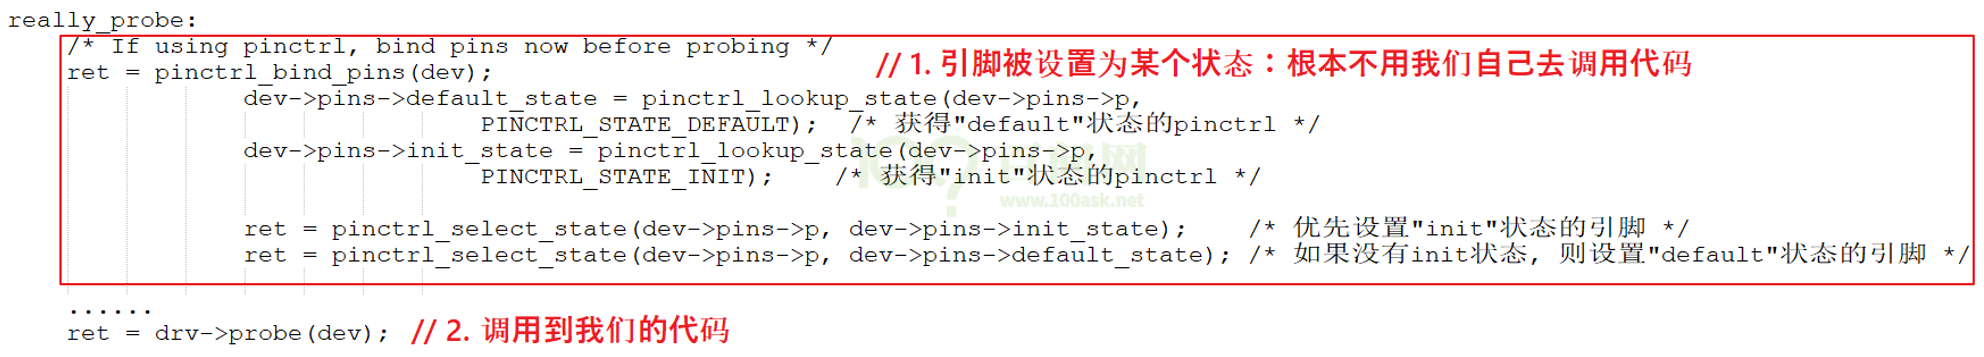 really_probe:
/* If using pinctrl, bind pins now before probing */
ret = pinctrl_bind_pins(dev);
// 1. 引脚被设置为某个状态：根本不用我们自己去调用代码
dev->pins->default_state = pinctrl_lookup_state(dev->pins->p,
PINCTRL_STATE_DEFAULT); /* 获得"default"状态的pinctrl */
dev->pins->init_state = pinctrl_lookup_state(dev->pins->p,
PINCTRL_STATE_INIT); /* 获得"init"状态的pinctrl */
www.100ask.net
ret = pinctrl_select_state(dev->pins->p, dev->pins->init_state); /* 优先设置"init"状态的引脚 */
ret = pinctrl_select_state(dev->pins->p, dev->pins->default_state); /* 如果没有init状态, 则设置"default"状态的引脚 */
......
ret = drv->probe(dev); // 2. 调用到我们的代码